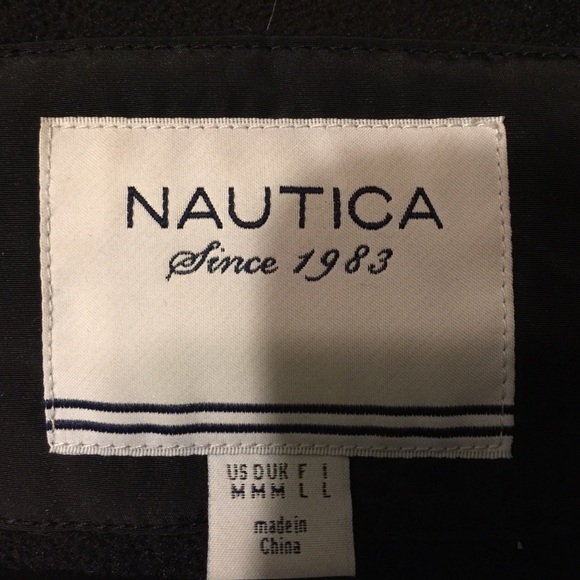 NAUTICA
Since 1983
US D UK F I
M M M L L
made in
China